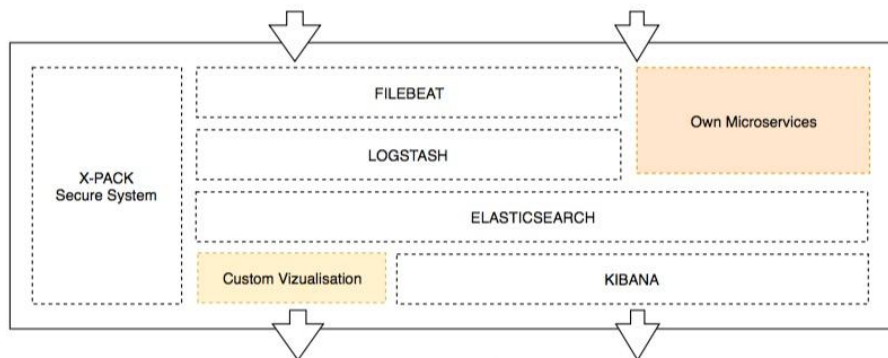 FILEBEAT
Own Microservices
LOGSTASH
X-PACK
Secure System
ELASTICSEARCH
Custom Vizualisation
KIBANA